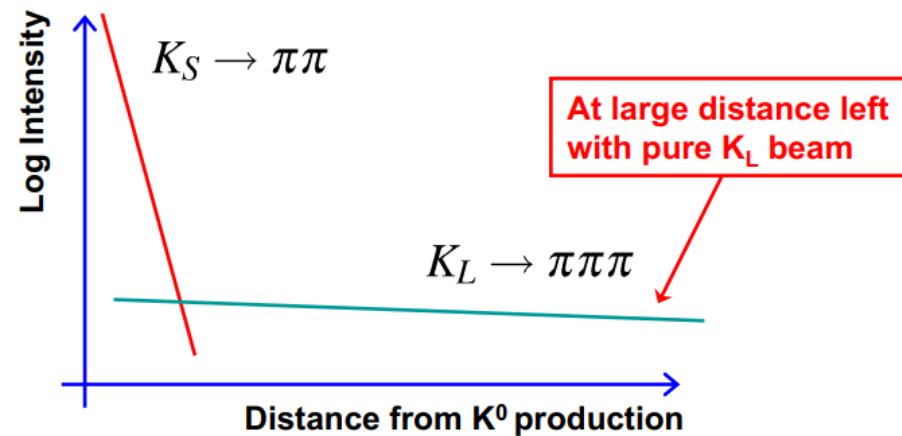 Log Intensity
K_S → ππ
At large distance left
with pure K_L beam
K_L → πππ
Distance from K⁰ production